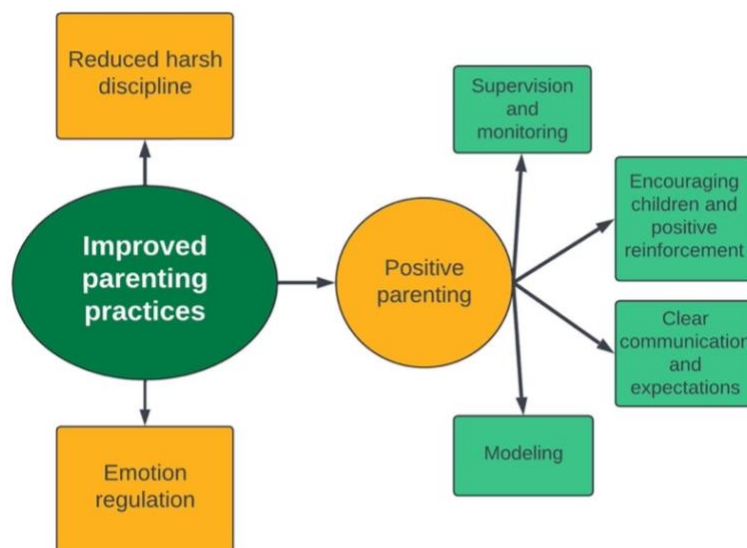 Reduced harsh
discipline
Supervision
and
monitoring
Encouraging
children and
positive
reinforcement
Improved
parenting
practices
Positive
parenting
Clear
communication
and
expectations
Modeling
Emotion
regulation